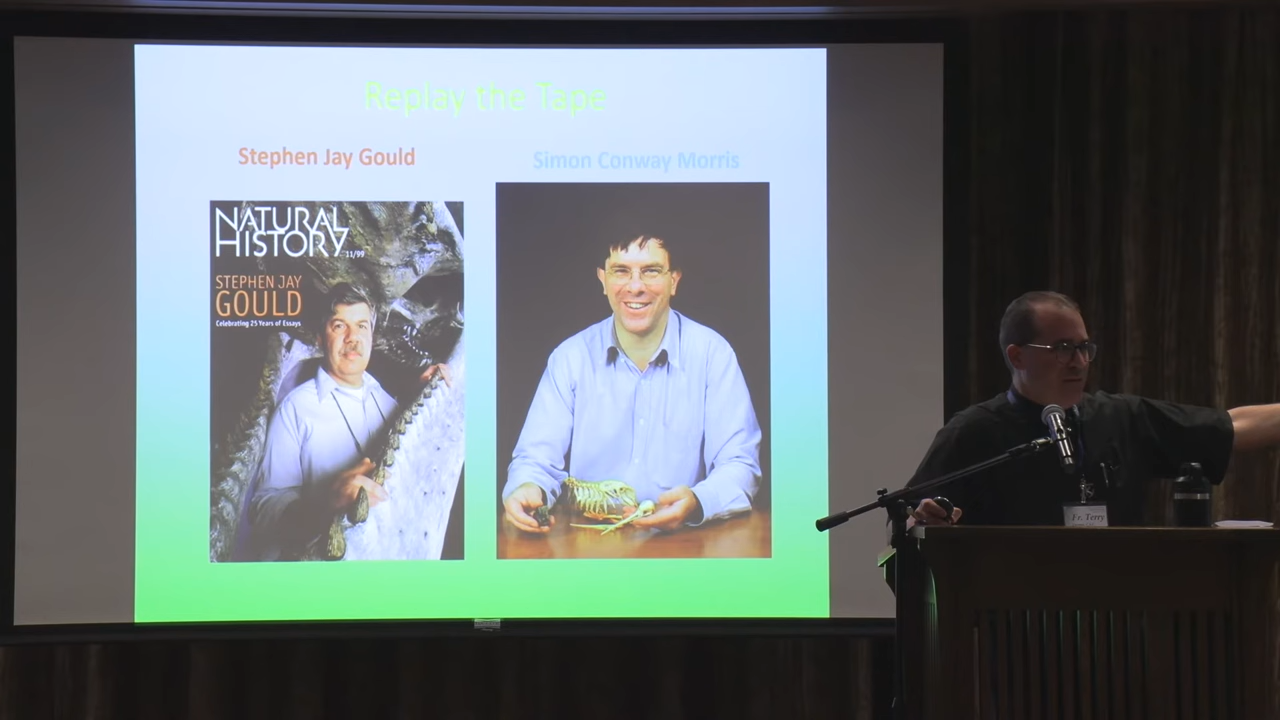 Replay the Tape
Stephen Jay Gould
Simon Conway Morris
NATURAL
HISTORY 11/99
STEPHEN JAY
GOULD
Celebrating 25 Years of Essays
Fr. Terry